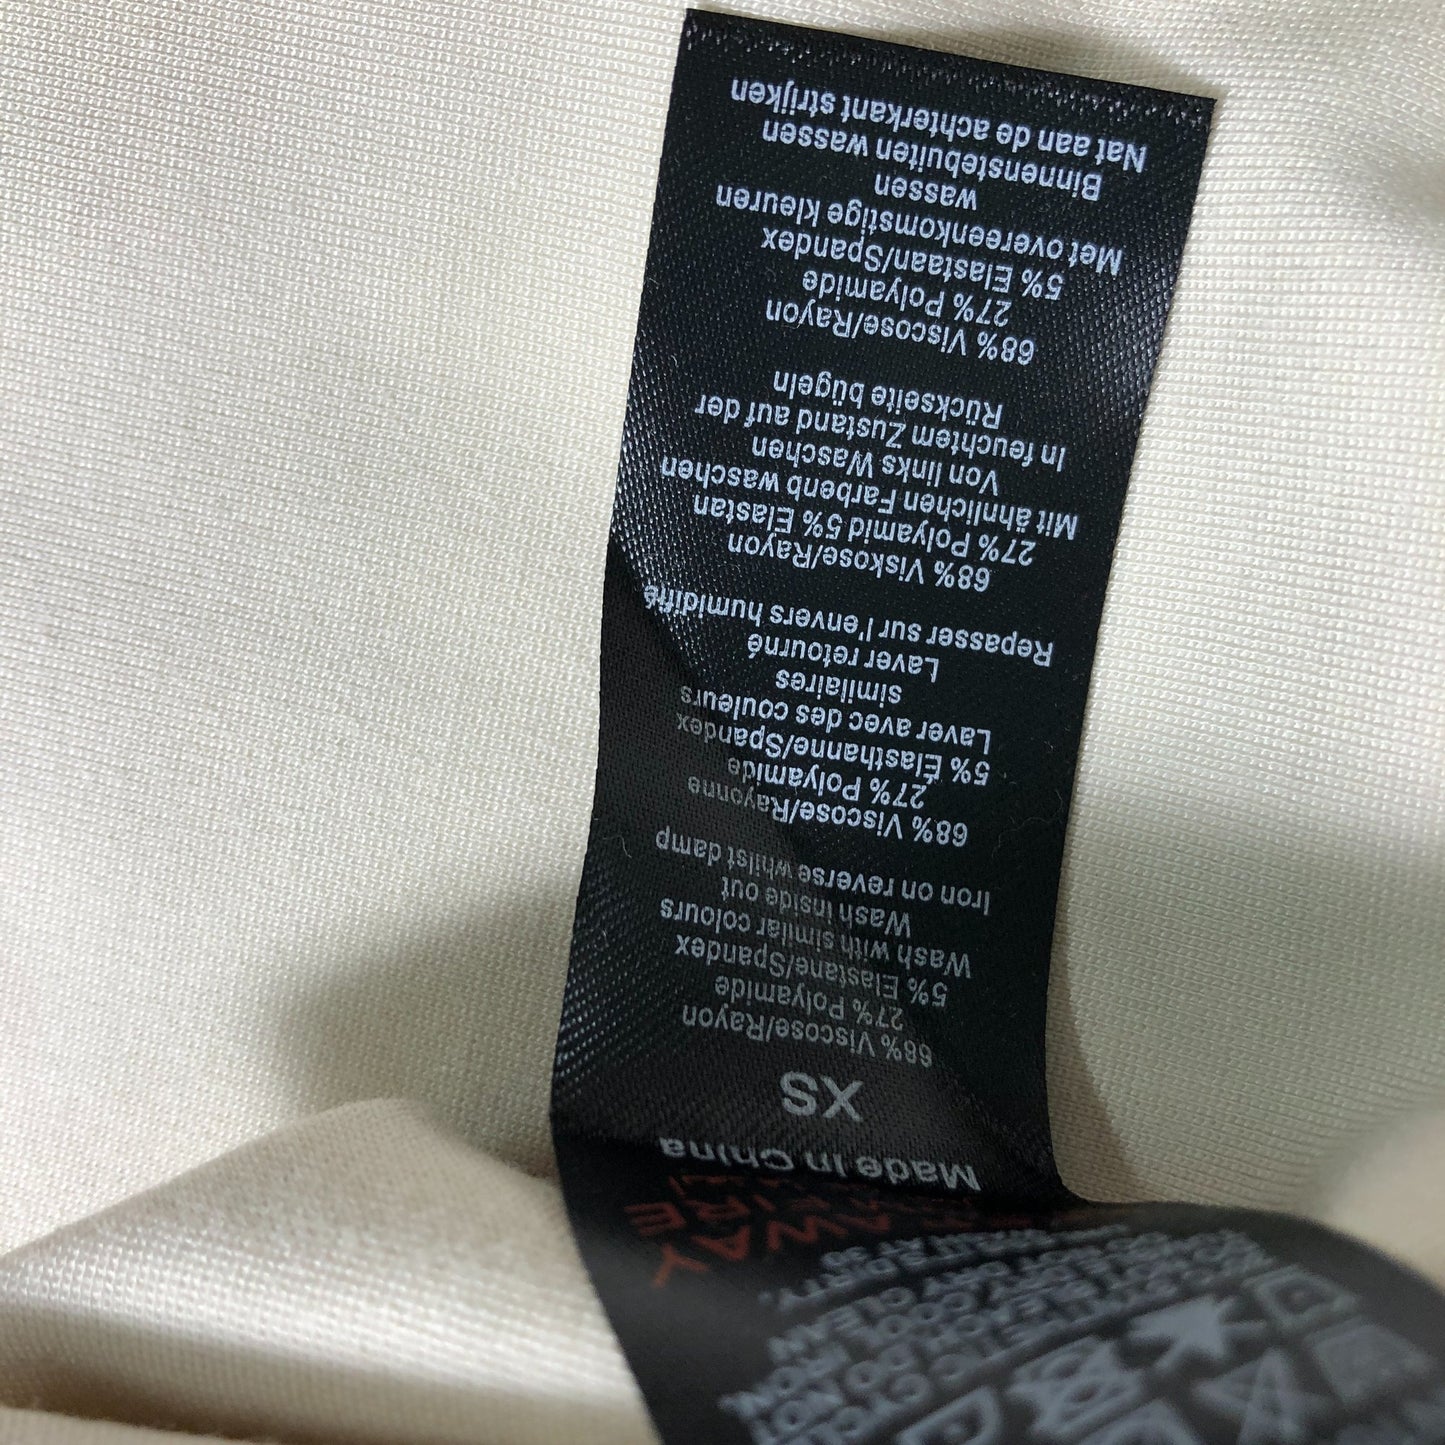 Made in China
XS
68% Viscose/Rayon
27% Polyamide
5% Elastane/Spandex
Wash with similar colours
Wash inside out
Iron on reverse whilst damp
68% Viscose/Rayonne
27% Polyamide
5% Élasthanne/Spandex
Laver avec des couleurs
similaires
Laver retourné
Repasser sur l'envers humidifié
68% Viskose/Rayon
27% Polyamid 5% Elastan
Mit ähnlichen Farbenb waschen
Von links Waschen
In feuchtem Zustand auf der
Rückseite bügeln
68% Viscose/Rayon
27% Polyamide
5% Elastaan/Spandex
Met overeenkomstige kleuren
wassen
Binnenstebuiten wassen
Nat aan de achterkant strijken